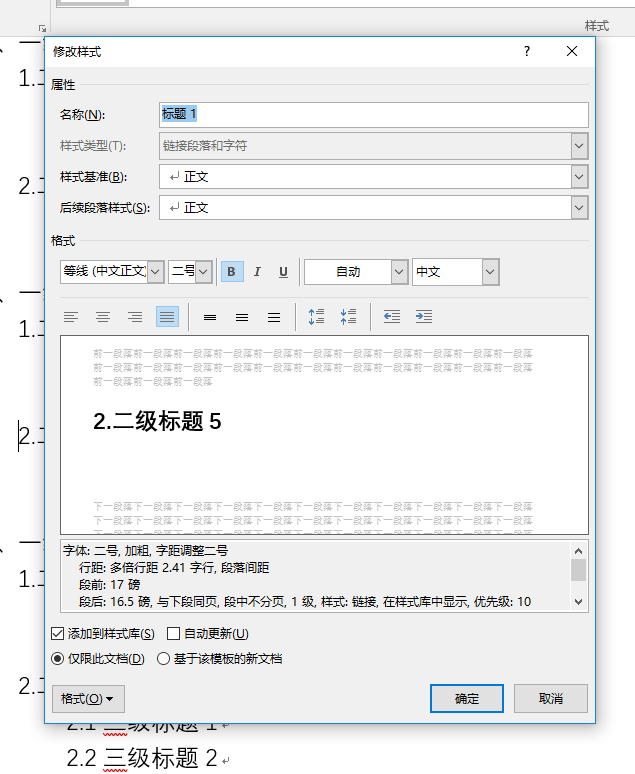 样式
、一
1.
2.
、一
1.
2.
、一
1.
2.
修改样式 ?
属性
名称(N): 标题 1
样式类型(T): 链接段落和字符
样式基准(B): ↵ 正文
后续段落样式(S): ↵ 正文
格式
等线 (中文正文) 二号 B I U 自动 中文
前一段落前一段落前一段落前一段落前一段落前一段落前一段落前一段落前一段落前一段落前一段落
前一段落前一段落前一段落前一段落前一段落前一段落前一段落前一段落前一段落前一段落前一段落
前一段落前一段落前一段落
2.二级标题 5
下一段落下一段落下一段落下一段落下一段落下一段落下一段落下一段落下一段落下一段落下一段落
下一段落下一段落下一段落下一段落下一段落下一段落下一段落下一段落下一段落下一段落下一段落
字体: 二号, 加粗, 字距调整二号
行距: 多倍行距 2.41 字行, 段落间距
段前: 17 磅
段后: 16.5 磅, 与下段同页, 段中不分页, 1 级, 样式: 链接, 在样式库中显示, 优先级: 10
添加到样式库(S) 自动更新(U)
仅限此文档(D) 基于该模板的新文档
格式(O) 确定 取消
2.1 三级标题 1
2.2 三级标题 2